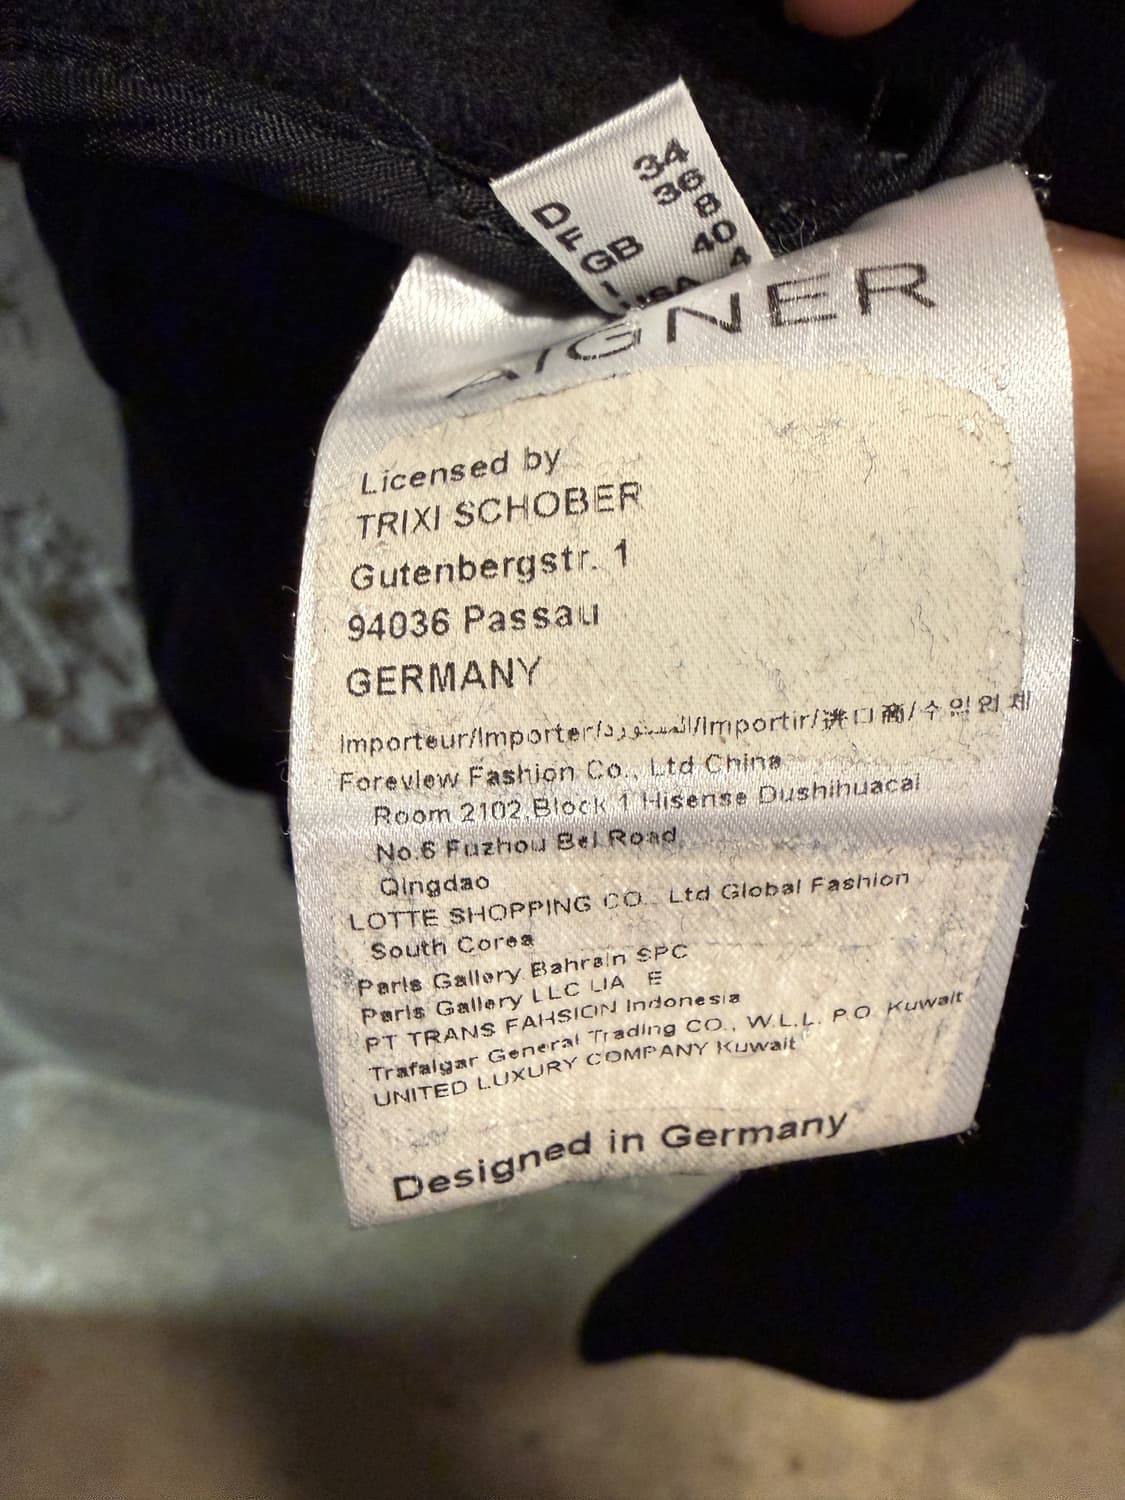 D 34
F 36
GB 8
I 40
USA 4
AIGNER
Licensed by
TRIXI SCHOBER
Gutenbergstr. 1
94036 Passau
GERMANY
Importeur/Importer/المستورد/Importir/进口商/수입업체
Foreview Fashion Co., Ltd China
Room 2102,Block 1 Hisense Dushihuacai
No.6 Fuzhou Bei Road,
Qingdao
LOTTE SHOPPING CO., Ltd Global Fashion
South Corea
Paris Gallery Bahrain SPC
Paris Gallery LLC UA E
PT TRANS FAHSION Indonesia
Trafalgar General Trading CO., W.L.L. P.O. Kuwait
UNITED LUXURY COMPANY Kuwait
Designed in Germany